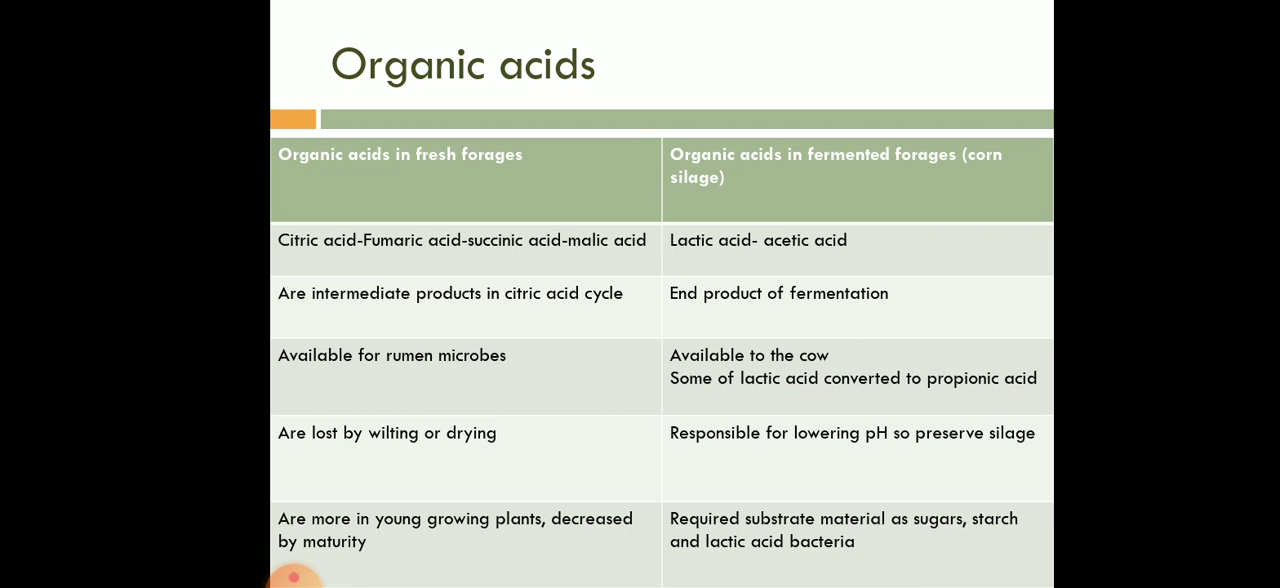 Organic acids
Organic acids in fresh forages
Organic acids in fermented forages (corn
silage)
Citric acid-Fumaric acid-succinic acid-malic acid
Lactic acid- acetic acid
Are intermediate products in citric acid cycle
End product of fermentation
Available for rumen microbes
Available to the cow
Some of lactic acid converted to propionic acid
Are lost by wilting or drying
Responsible for lowering pH so preserve silage
Are more in young growing plants, decreased
by maturity
Required substrate material as sugars, starch
and lactic acid bacteria